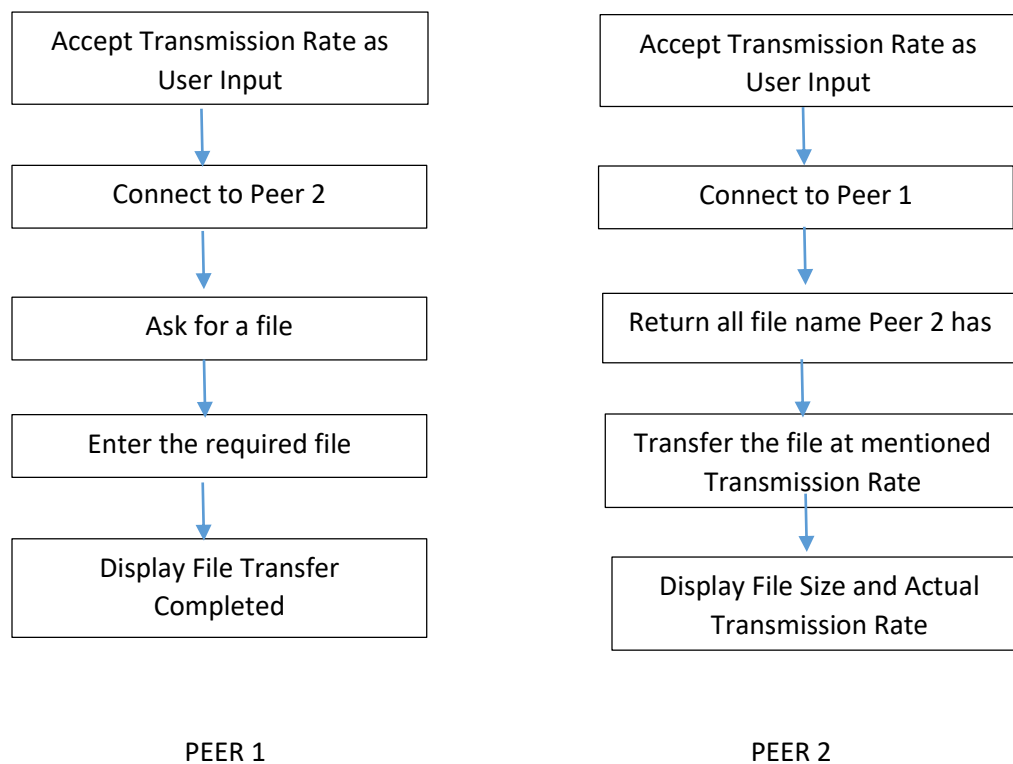 Accept Transmission Rate as
User Input
Connect to Peer 2
Ask for a file
Enter the required file
Display File Transfer
Completed
PEER 1
Accept Transmission Rate as
User Input
Connect to Peer 1
Return all file name Peer 2 has
Transfer the file at mentioned
Transmission Rate
Display File Size and Actual
Transmission Rate
PEER 2